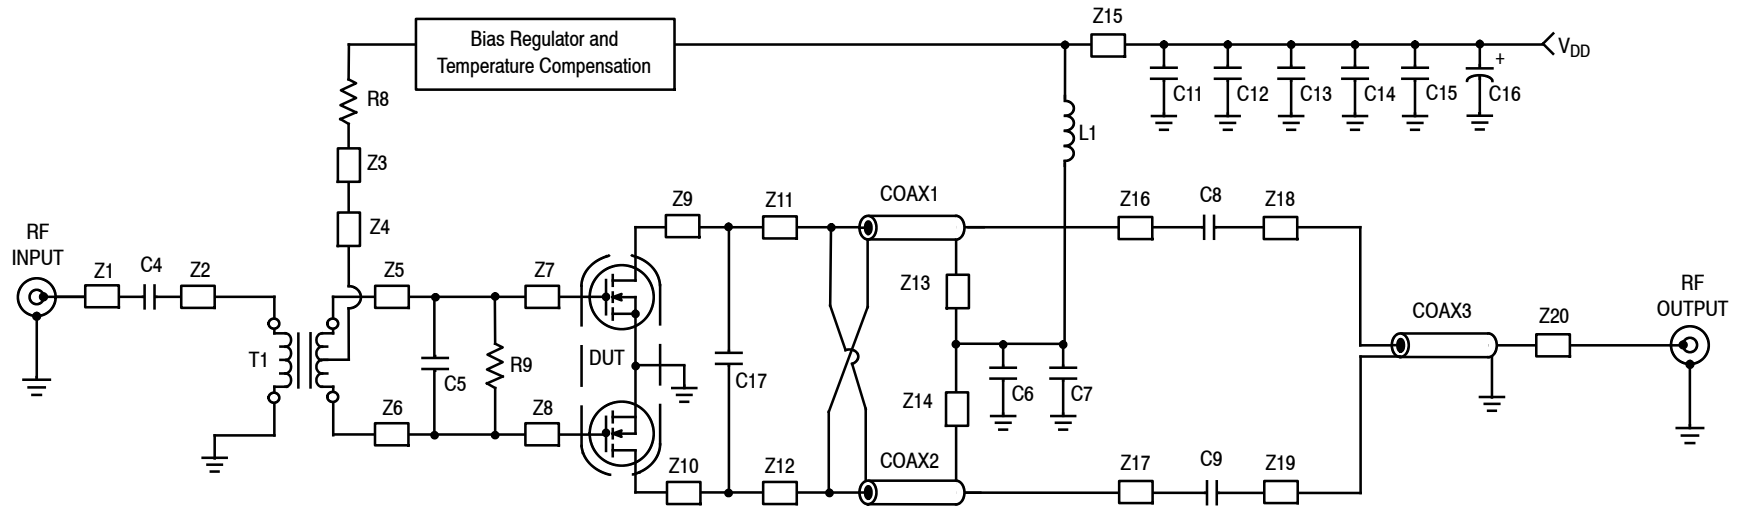 Z15
Bias Regulator and
Temperature Compensation
V_DD
+
R8
C11
C12
C13
C14
C15
C16
L1
Z3
Z4
COAX1
Z9
Z11
Z16
C8
Z18
RF
INPUT
Z1
C4
Z2
Z5
Z7
Z13
RF
OUTPUT
COAX3
Z20
T1
C5
R9
DUT
C17
C6
C7
Z14
Z6
Z8
COAX2
Z10
Z12
Z17
C9
Z19